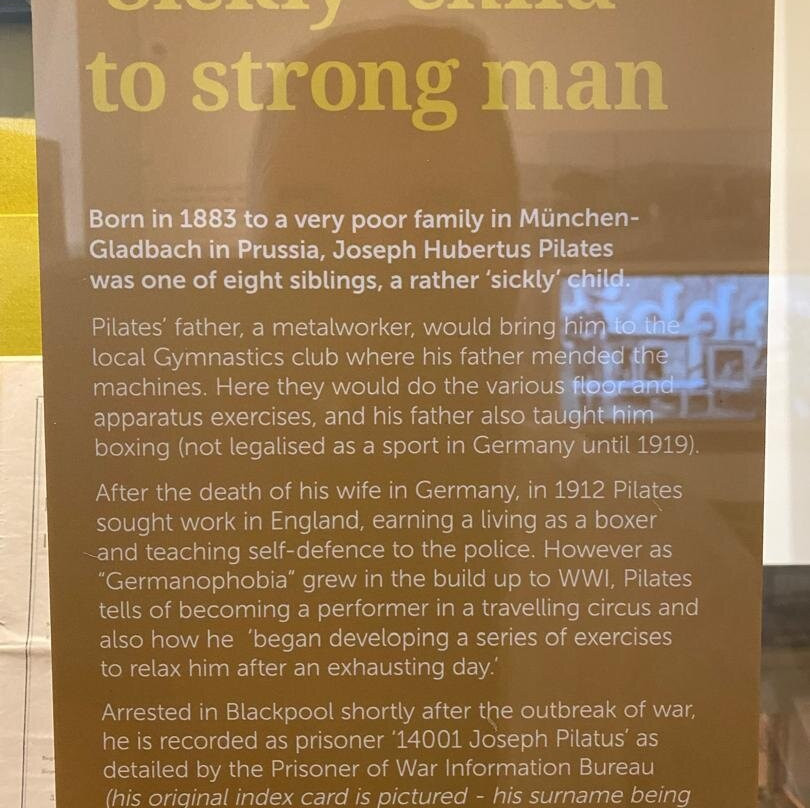 'Sickly' child
to strong man
Born in 1883 to a very poor family in München-
Gladbach in Prussia, Joseph Hubertus Pilates
was one of eight siblings, a rather ‘sickly’ child.
Pilates’ father, a metalworker, would bring him to the
local Gymnastics club where his father mended the
machines. Here they would do the various floor and
apparatus exercises, and his father also taught him
boxing (not legalised as a sport in Germany until 1919).
After the death of his wife in Germany, in 1912 Pilates
sought work in England, earning a living as a boxer
and teaching self-defence to the police. However as
“Germanophobia” grew in the build up to WWI, Pilates
tells of becoming a performer in a travelling circus and
also how he ‘began developing a series of exercises
to relax him after an exhausting day.’
Arrested in Blackpool shortly after the outbreak of war,
he is recorded as prisoner ‘14001 Joseph Pilatus’ as
detailed by the Prisoner of War Information Bureau
(his original index card is pictured - his surname being